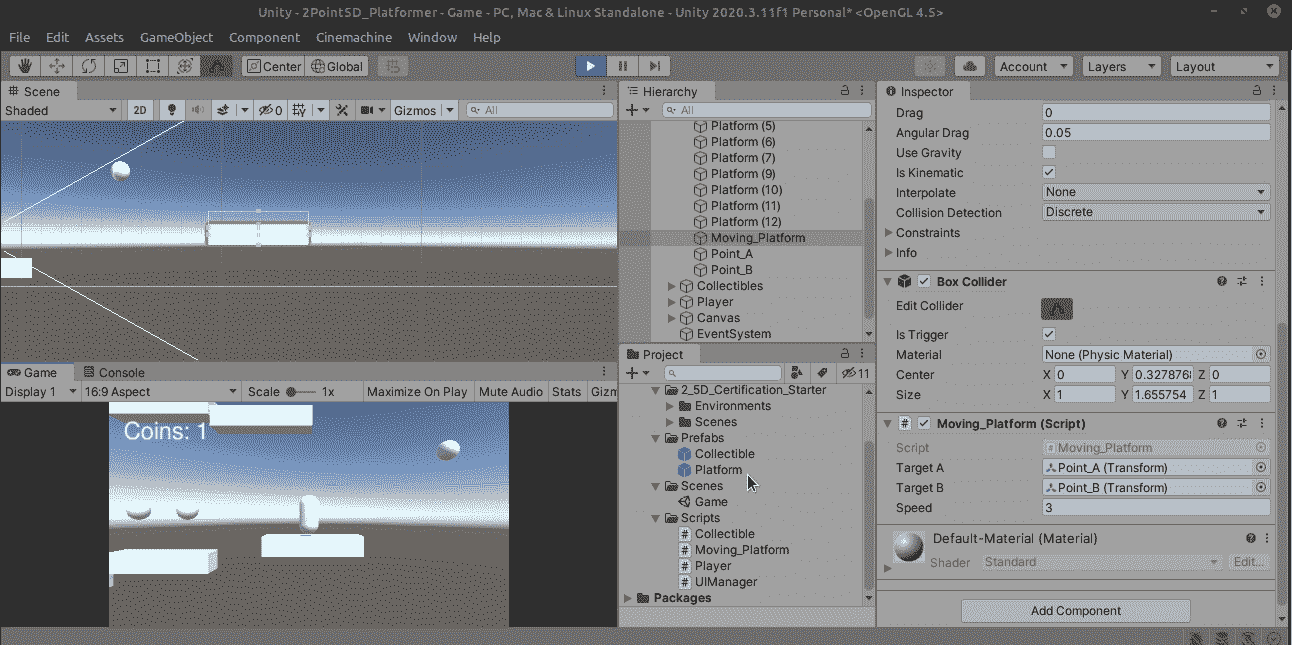 Unity - 2Point5D_Platformer - Game - PC, Mac & Linux Standalone - Unity 2020.3.11f1 Personal* <OpenGL 4.5>
File Edit Assets GameObject Component Cinemachine Window Help
Center Global Account Layers Layout
Scene
Shaded 2D 0 Gizmos All
Hierarchy
All
Platform (5)
Platform (6)
Platform (7)
Platform (9)
Platform (10)
Platform (11)
Platform (12)
Moving_Platform
Point_A
Point_B
Collectibles
Player
Canvas
EventSystem
Game Console
Display 1 16:9 Aspect Scale 1x Maximize On Play Mute Audio Stats Gizm
Coins: 1
Project
11
2_5D_Certification_Starter
Environments
Scenes
Prefabs
Collectible
Platform
Scenes
Game
Scripts
# Collectible
# Moving_Platform
# Player
# UIManager
Packages
Inspector
Drag 0
Angular Drag 0.05
Use Gravity
Is Kinematic
Interpolate None
Collision Detection Discrete
Constraints
Info
Box Collider
Edit Collider
Is Trigger
Material None (Physic Material)
Center X 0 Y 0.3278768 Z 0
Size X 1 Y 1.655754 Z 1
# Moving_Platform (Script)
Script # Moving_Platform
Target A Point_A (Transform)
Target B Point_B (Transform)
Speed 3
Default-Material (Material)
Shader Standard Edit...
Add Component